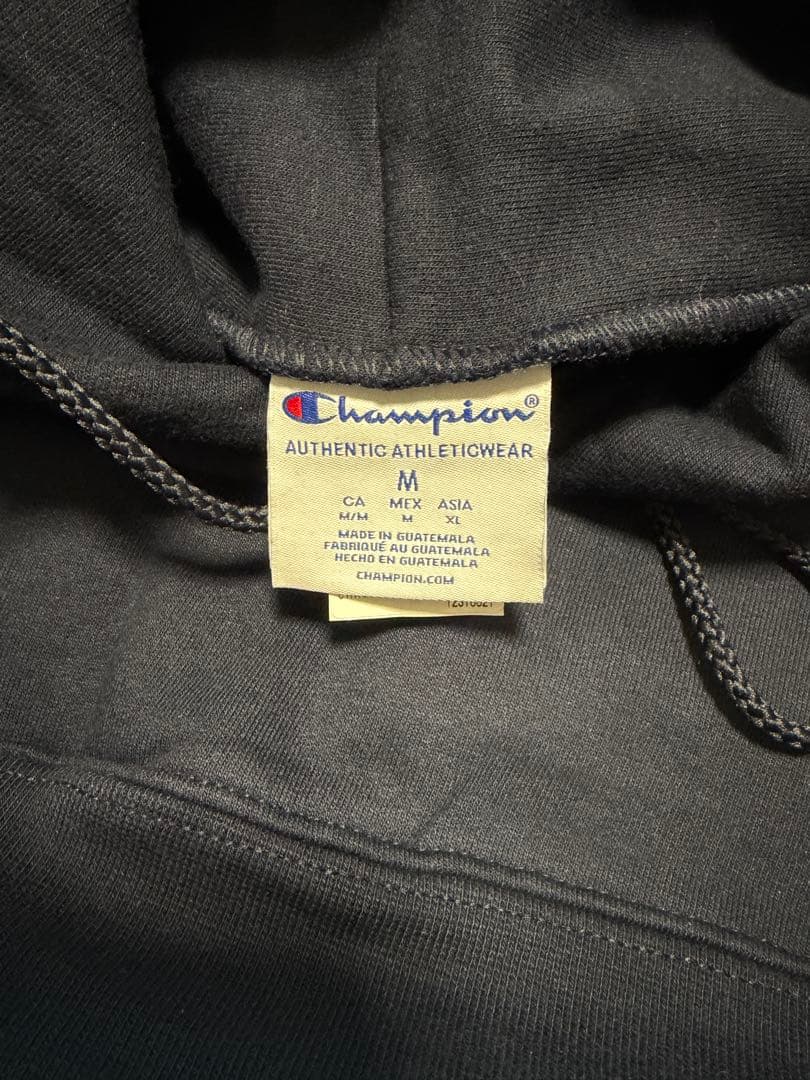 Champion®
AUTHENTIC ATHLETICWEAR
M
CA MEX ASIA
M/M M XL
MADE IN GUATEMALA
FABRIQUÉ AU GUATEMALA
HECHO EN GUATEMALA
CHAMPION.COM